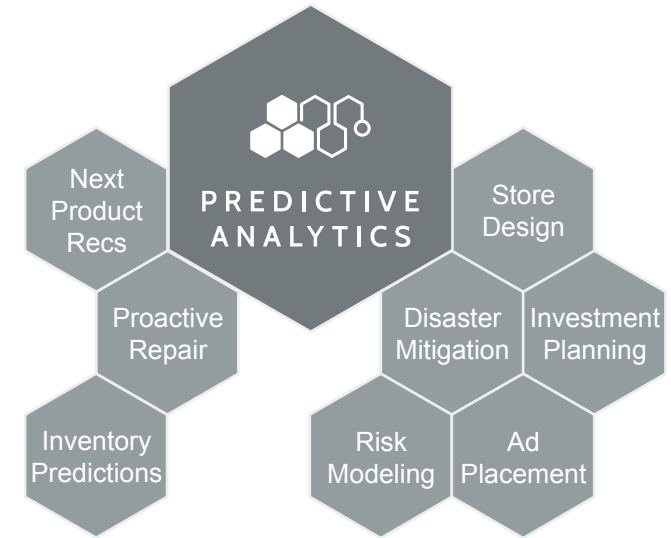 PREDICTIVE
ANALYTICS
Next
Product
Recs
Store
Design
Proactive
Repair
Disaster
Mitigation
Investment
Planning
Inventory
Predictions
Risk
Modeling
Ad
Placement